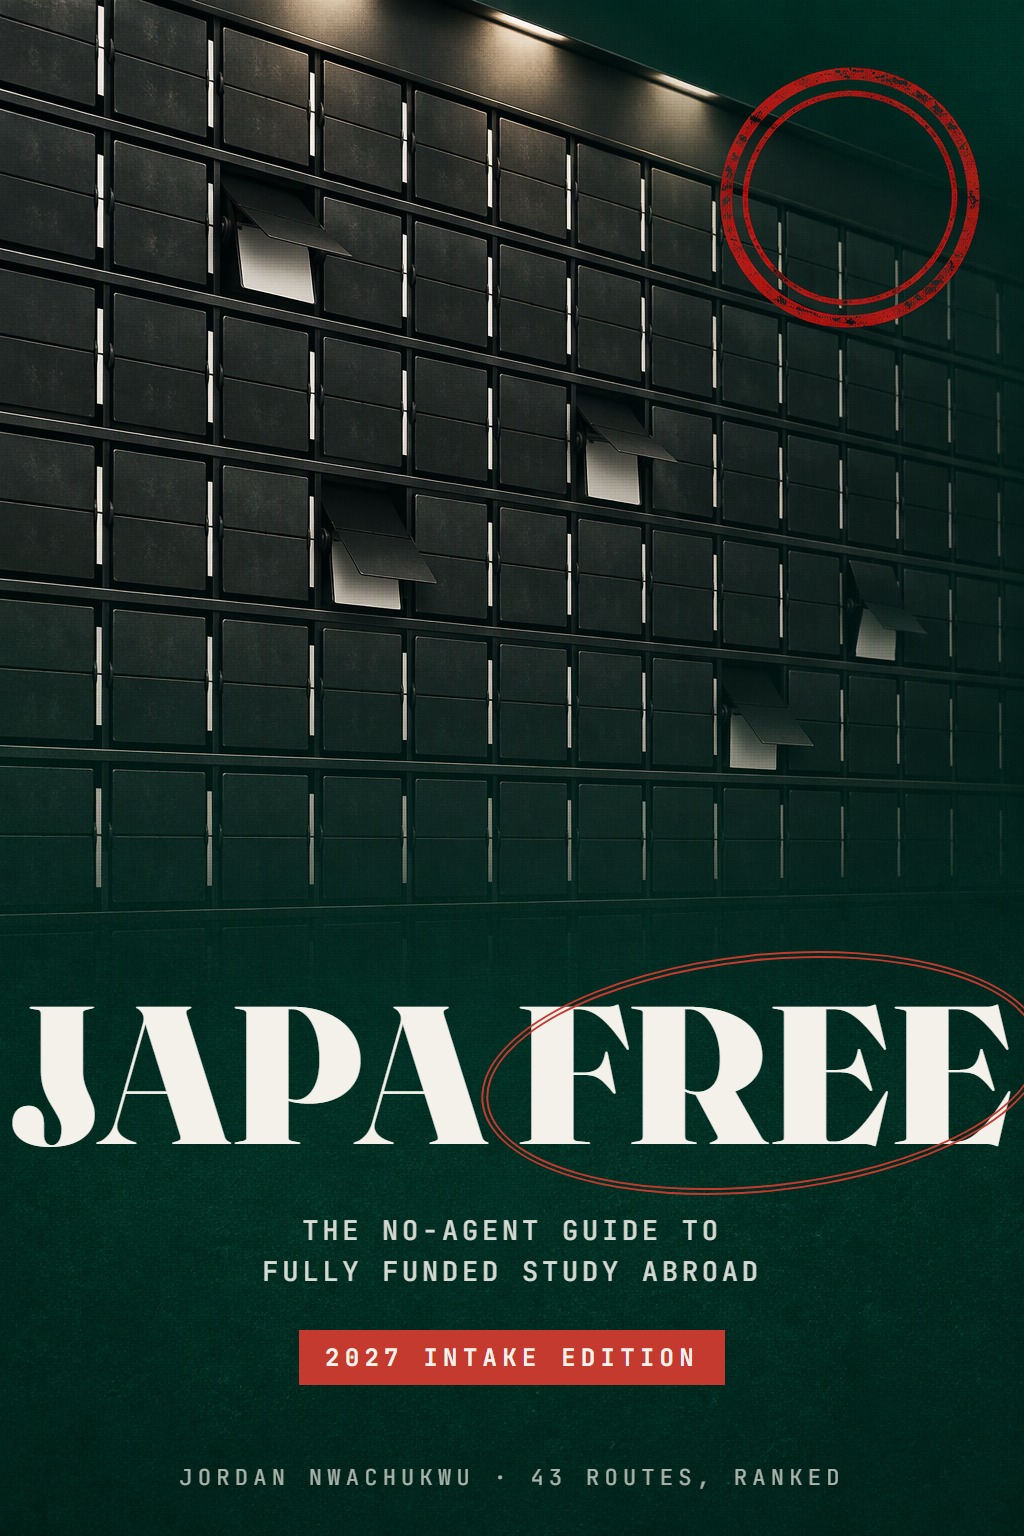 JAPA FREE
THE NO-AGENT GUIDE TO
FULLY FUNDED STUDY ABROAD
2027 INTAKE EDITION
JORDAN NWACHUKWU · 43 ROUTES, RANKED